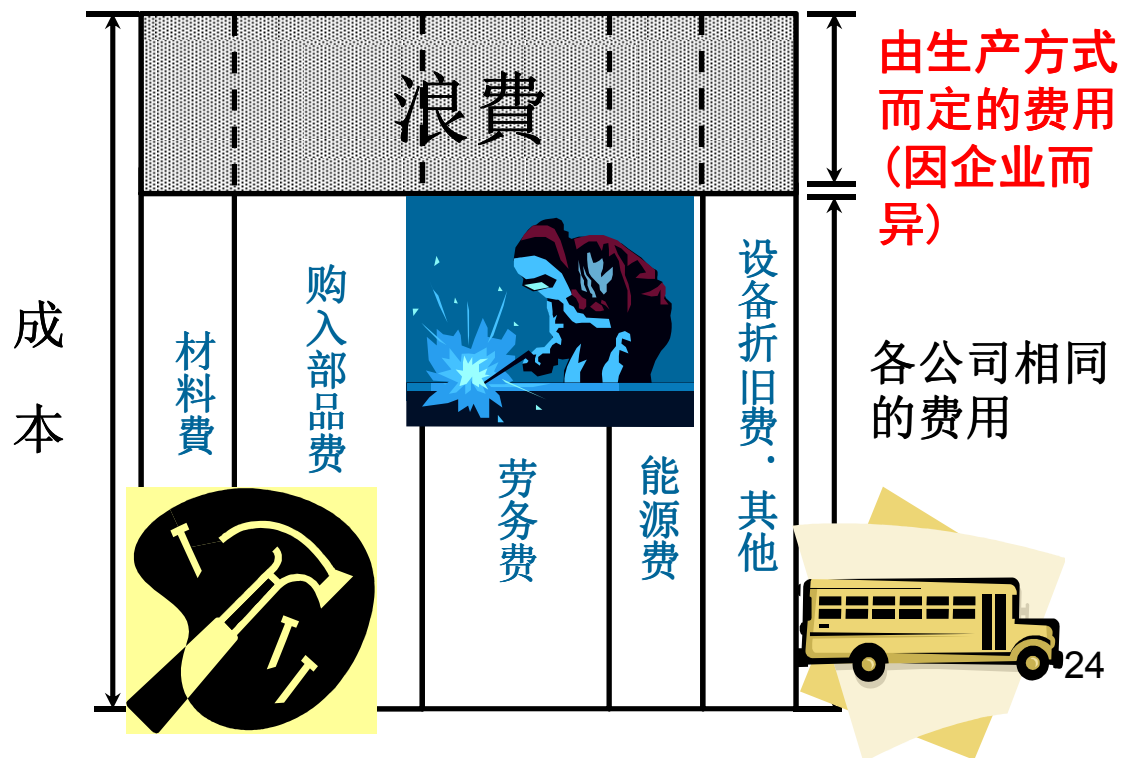 浪費
由生产方式
而定的费用
(因企业而
异)
成
本
材料費
购入部品费
劳务费
能源费
设备折旧费·其他
各公司相同
的费用
24